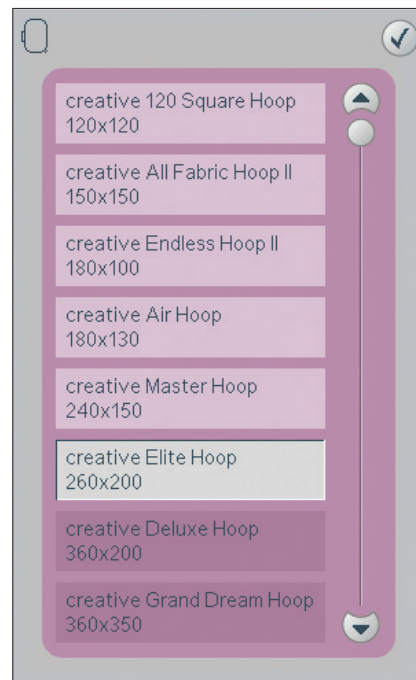 creative 120 Square Hoop
120x120
creative All Fabric Hoop II
150x150
creative Endless Hoop II
180x100
creative Air Hoop
180x130
creative Master Hoop
240x150
creative Elite Hoop
260x200
creative Deluxe Hoop
360x200
creative Grand Dream Hoop
360x350